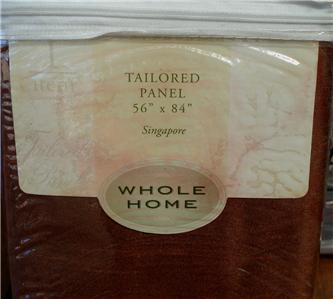 TAILORED
PANEL
56" x 84"
Singapore
WHOLE
HOME